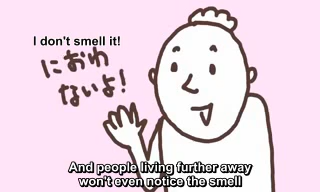 I don't smell it!
におわ
ないよ!
And people living further away
won't even notice the smell